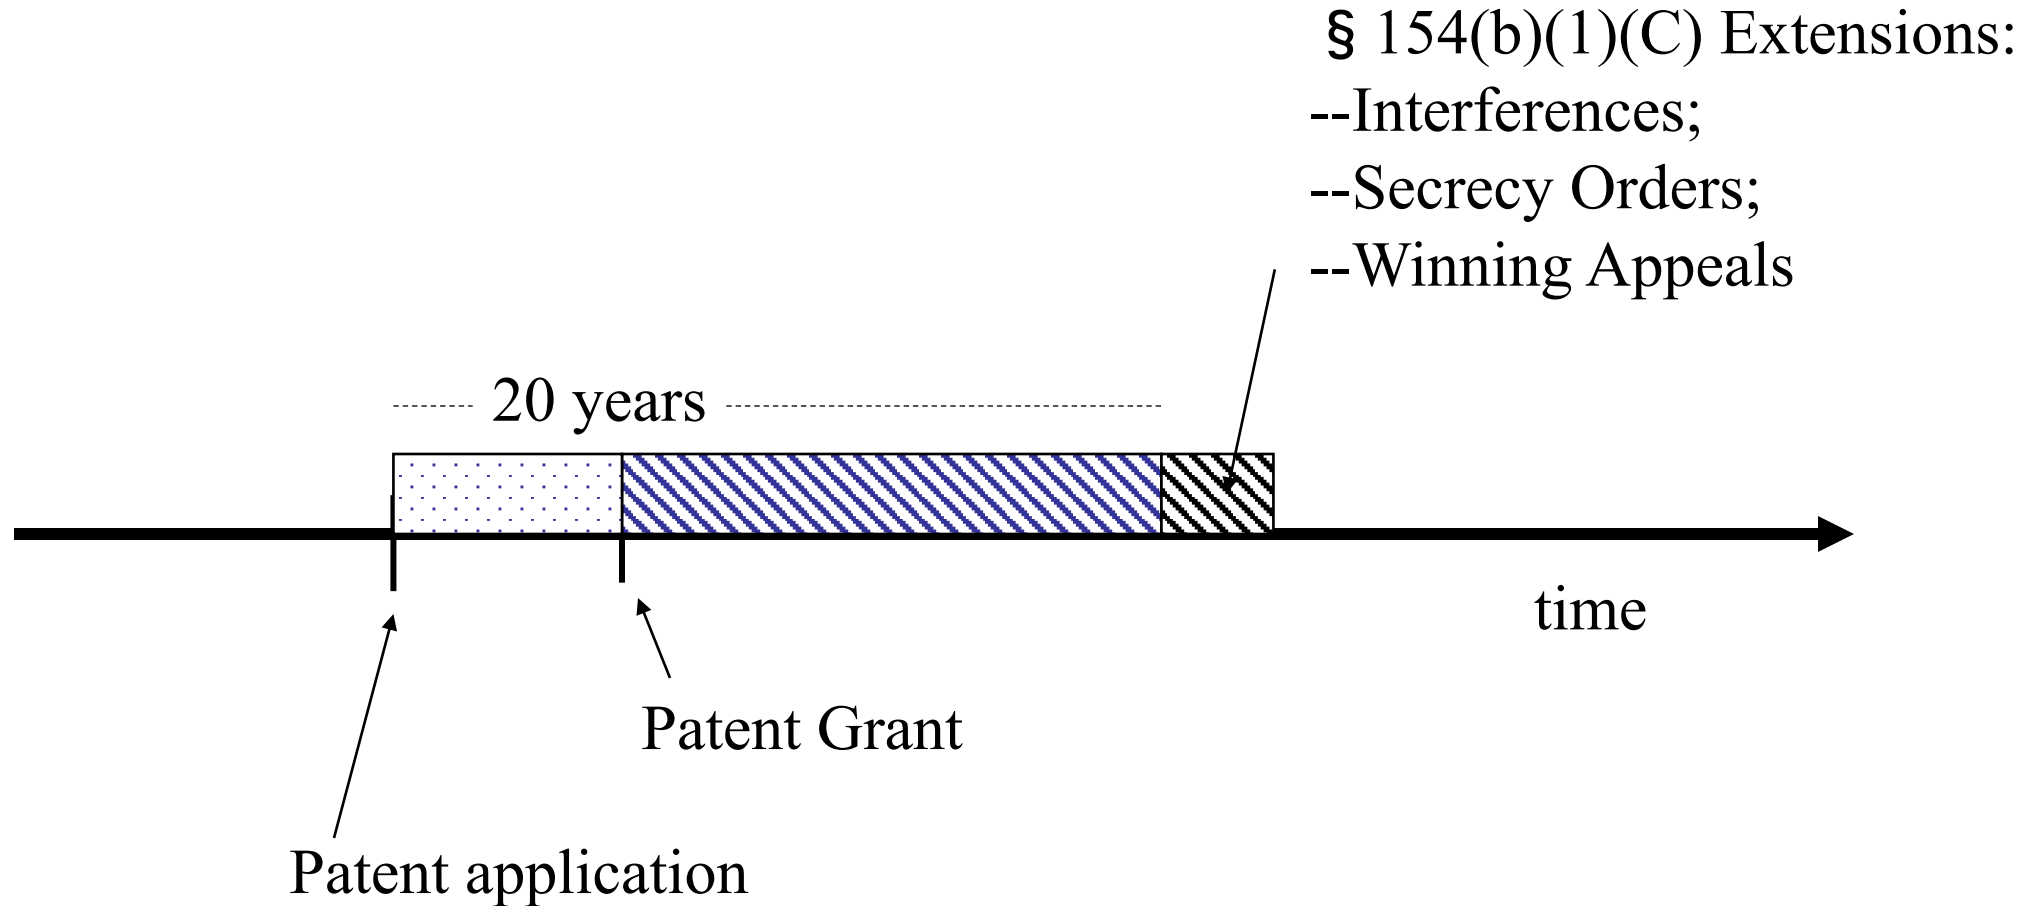 § 154(b)(1)(C) Extensions:
--Interferences;
--Secrecy Orders;
--Winning Appeals
20 years
time
Patent Grant
Patent application